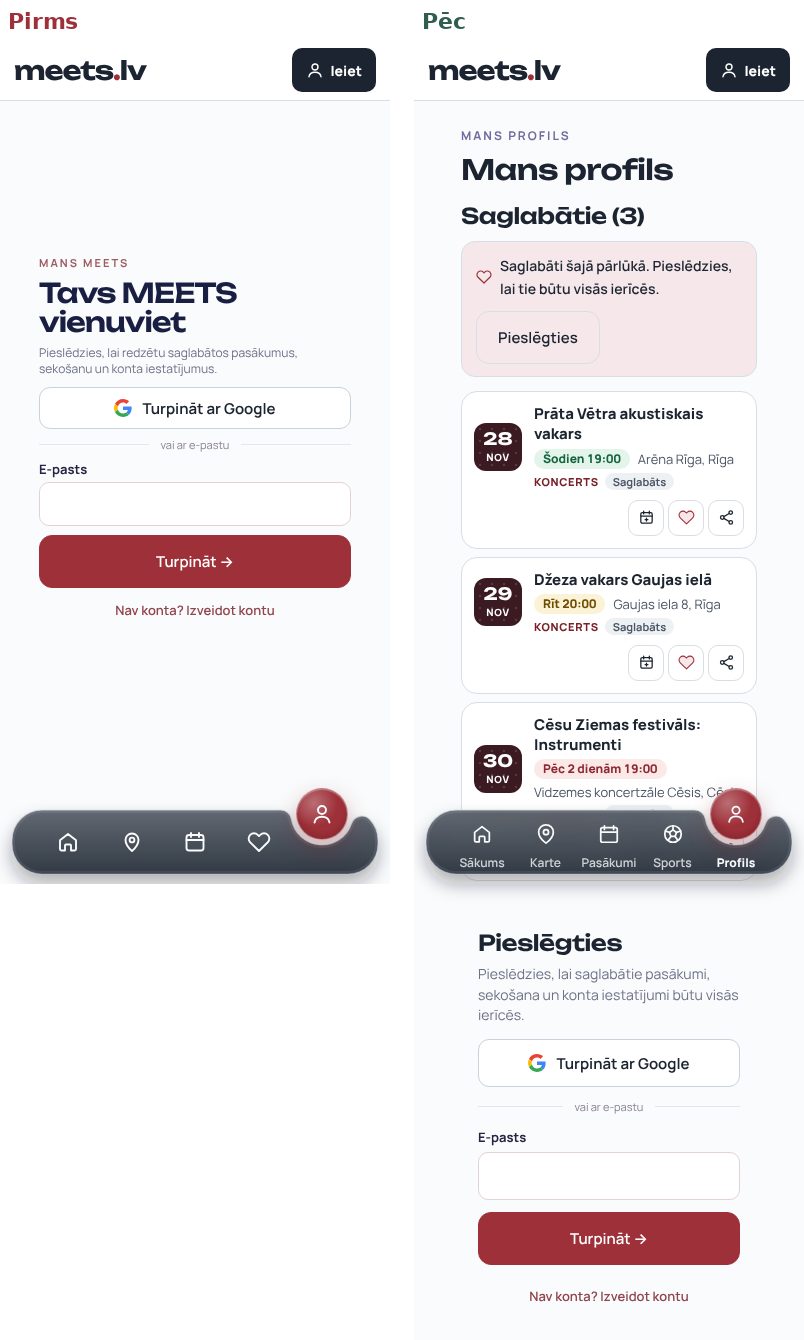 Pirms
meets.lv
Ieiet
MANS MEETS
Tavs MEETS
vienuviet
Pieslēdzies, lai redzētu saglabātos pasākumus,
sekošanu un konta iestatījumus.
Turpināt ar Google
vai ar e-pastu
E-pasts
Turpināt →
Nav konta? Izveidot kontu
Pēc
meets.lv
Ieiet
MANS PROFILS
Mans profils
Saglabātie (3)
Saglabāti šajā pārlūkā. Pieslēdzies,
lai tie būtu visās ierīcēs.
Pieslēgties
28
NOV
Prāta Vētra akustiskais
vakars
Šodien 19:00 Arēna Rīga, Rīga
KONCERTS Saglabāts
29
NOV
Džeza vakars Gaujas ielā
Rīt 20:00 Gaujas iela 8, Rīga
KONCERTS Saglabāts
30
NOV
Cēsu Ziemas festivāls:
Instrumenti
Pēc 2 dienām 19:00
Vidzemes koncertzāle Cēsis,
Sākums Karte Pasākumi Sports Profils
Pieslēgties
Pieslēdzies, lai saglabātie pasākumi,
sekošana un konta iestatījumi būtu visās
ierīcēs.
Turpināt ar Google
vai ar e-pastu
E-pasts
Turpināt →
Nav konta? Izveidot kontu